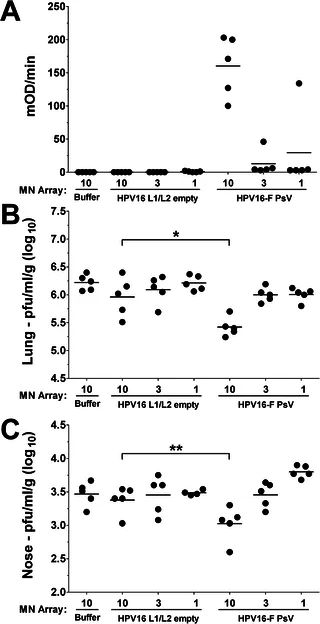 A
mOD/min
250
200
150
100
50
0
MN Array: 10 10 3 1 10 3 1
Buffer HPV16 L1/L2 empty HPV16-F PsV
B
Lung - pfu/ml/g (log10)
7.0
6.5
6.0
5.5
5.0
4.5
*
MN Array: 10 10 3 1 10 3 1
Buffer HPV16 L1/L2 empty HPV16-F PsV
C
Nose - pfu/ml/g (log10)
4.5
4.0
3.5
3.0
2.5
2.0
**
MN Array: 10 10 3 1 10 3 1
Buffer HPV16 L1/L2 empty HPV16-F PsV